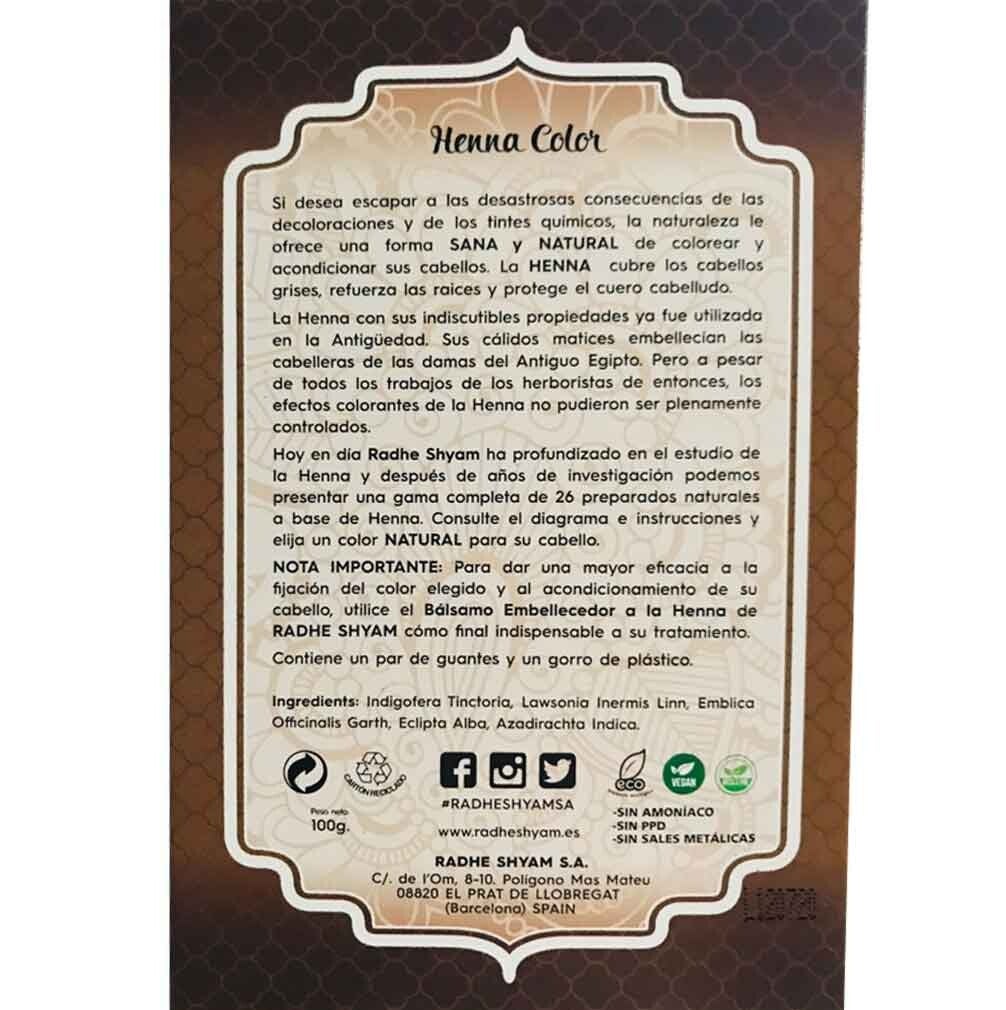 Henna Color
Si desea escapar a las desastrosas consecuencias de las
decoloraciones y de los tintes químicos, la naturaleza le
ofrece una forma SANA y NATURAL de colorear y
acondicionar sus cabellos. La HENNA cubre los cabellos
grises, refuerza las raices y protege el cuero cabelludo.
La Henna con sus indiscutibles propiedades ya fue utilizada
en la Antigüedad. Sus cálidos matices embellecían las
cabelleras de las damas del Antiguo Egipto. Pero a pesar
de todos los trabajos de los herboristas de entonces, los
efectos colorantes de la Henna no pudieron ser plenamente
controlados.
Hoy en día Radhe Shyam ha profundizado en el estudio de
la Henna y después de años de investigación podemos
presentar una gama completa de 26 preparados naturales
a base de Henna. Consulte el diagrama e instrucciones y
elija un color NATURAL para su cabello.
NOTA IMPORTANTE: Para dar una mayor eficacia a la
fijación del color elegido y al acondicionamiento de su
cabello, utilice el Bálsamo Embellecedor a la Henna de
RADHE SHYAM cómo final indispensable a su tratamiento.
Contiene un par de guantes y un gorro de plástico.
Ingredients: Indigofera Tinctoria, Lawsonia Inermis Linn, Emblica
Officinalis Garth, Eclipta Alba, Azadirachta Indica.
CARTÓN RECICLADO
Peso neto
100g.
#RADHESHYAMSA
www.radheshyam.es
eco
VEGAN
-SIN AMONÍACO
-SIN PPD
-SIN SALES METÁLICAS
RADHE SHYAM S.A.
C/. de l'Om, 8-10. Polígono Mas Mateu
08820 EL PRAT DE LLOBREGAT
(Barcelona) SPAIN